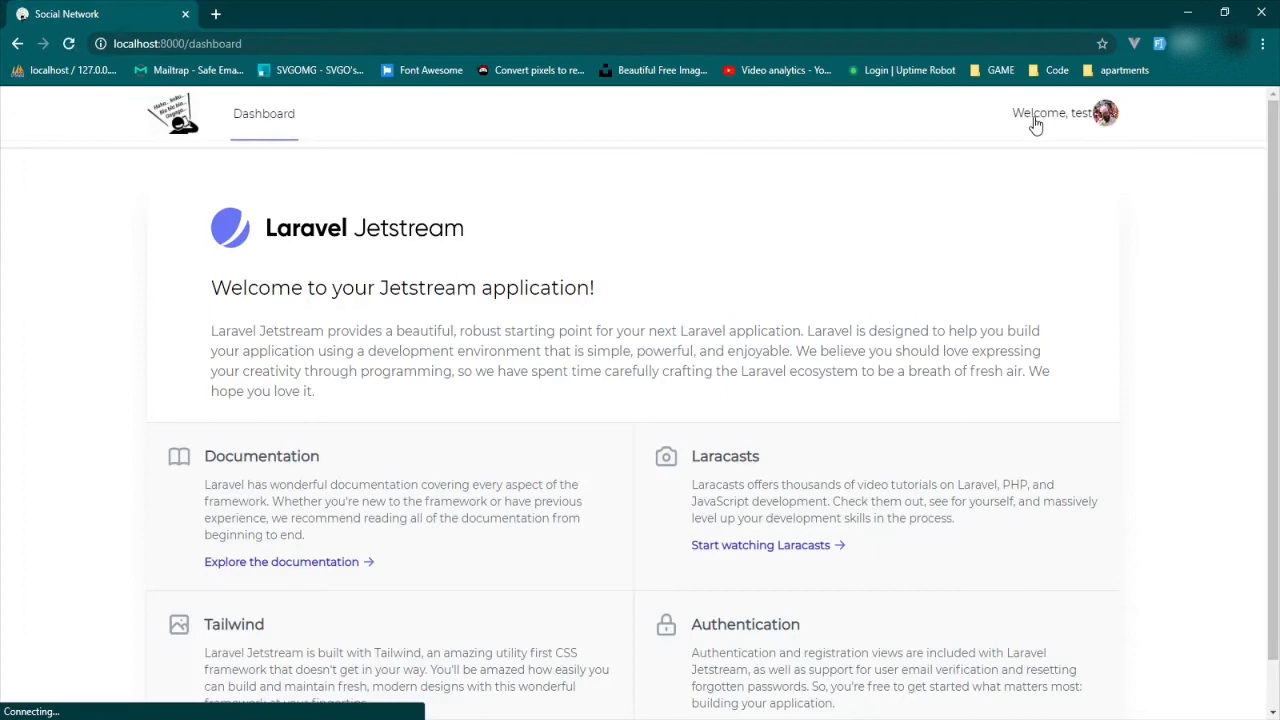 Social Network
localhost:8000/dashboard
localhost / 127.0.0....
Mailtrap - Safe Ema...
SVGOMG - SVGO's...
Font Awesome
Convert pixels to re...
Beautiful Free Imag...
Video analytics - Yo...
Login | Uptime Robot
GAME
Code
apartments
Dashboard
Welcome, test
Laravel Jetstream
Welcome to your Jetstream application!
Laravel Jetstream provides a beautiful, robust starting point for your next Laravel application. Laravel is designed to help you build
your application using a development environment that is simple, powerful, and enjoyable. We believe you should love expressing
your creativity through programming, so we have spent time carefully crafting the Laravel ecosystem to be a breath of fresh air. We
hope you love it.
Documentation
Laravel has wonderful documentation covering every aspect of the
framework. Whether you're new to the framework or have previous
experience, we recommend reading all of the documentation from
beginning to end.
Explore the documentation
Laracasts
Laracasts offers thousands of video tutorials on Laravel, PHP, and
JavaScript development. Check them out, see for yourself, and massively
level up your development skills in the process.
Start watching Laracasts
Tailwind
Laravel Jetstream is built with Tailwind, an amazing utility first CSS
framework that doesn't get in your way. You'll be amazed how easily you
can build and maintain fresh, modern designs with this wonderful
framework at your fingertips.
Authentication
Authentication and registration views are included with Laravel
Jetstream, as well as support for user email verification and resetting
forgotten passwords. So, you're free to get started what matters most:
building your application.
Connecting...